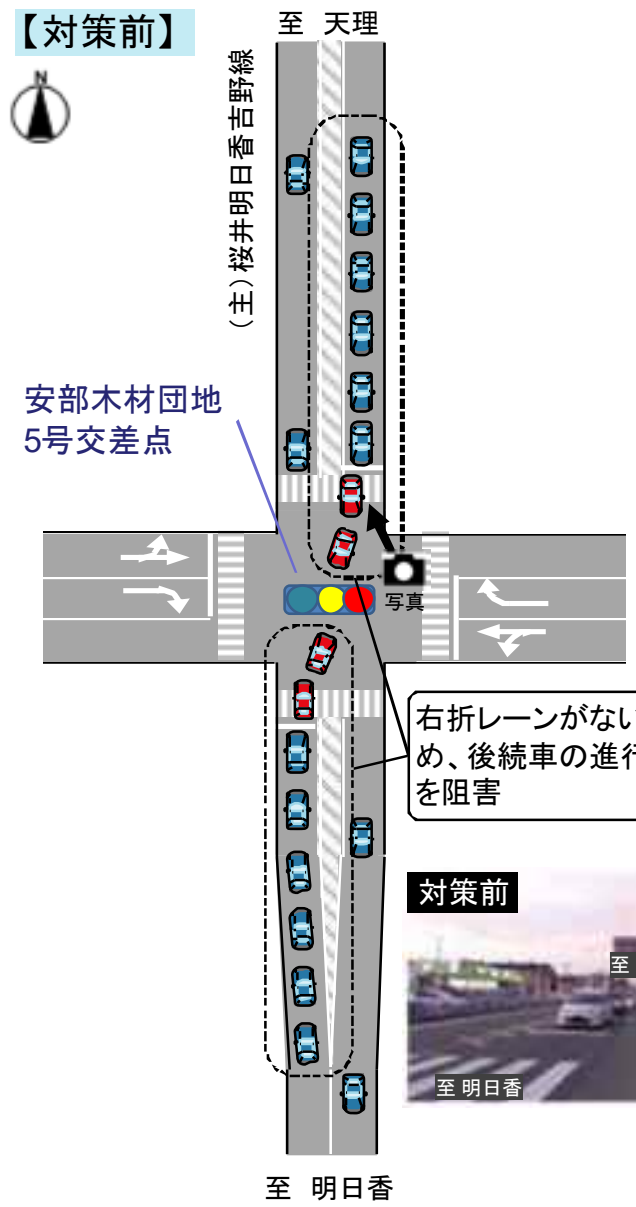 【対策前】
至 天理
N
(主)桜井明日香吉野線
安部木材団地
5号交差点
写真
右折レーンがない
め、後続車の進行
を阻害
対策前
至
至 明日香
至 明日香